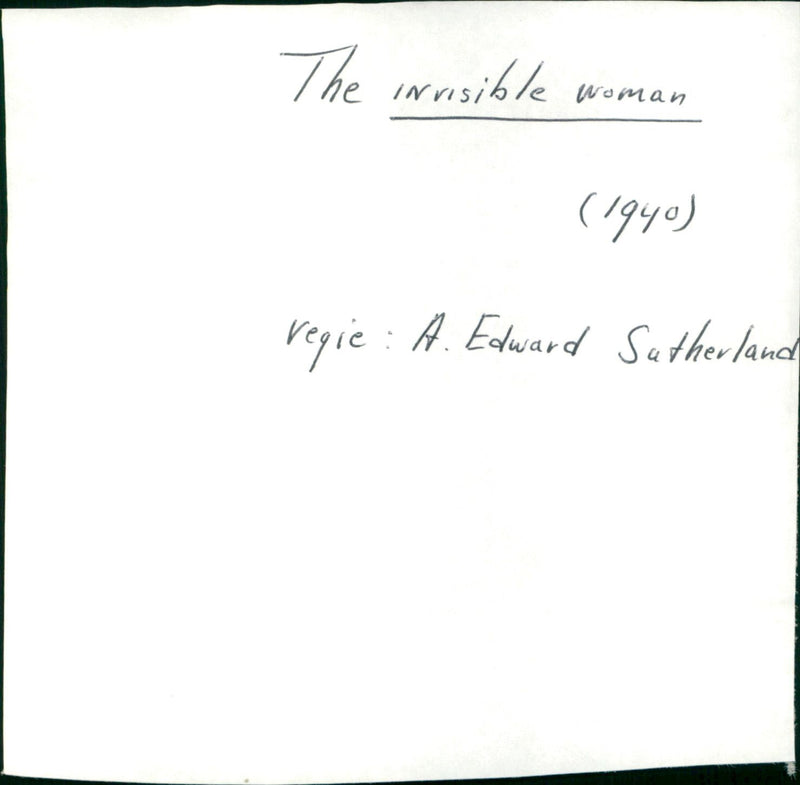 The invisible woman
(1940)
regie: A. Edward Sutherland